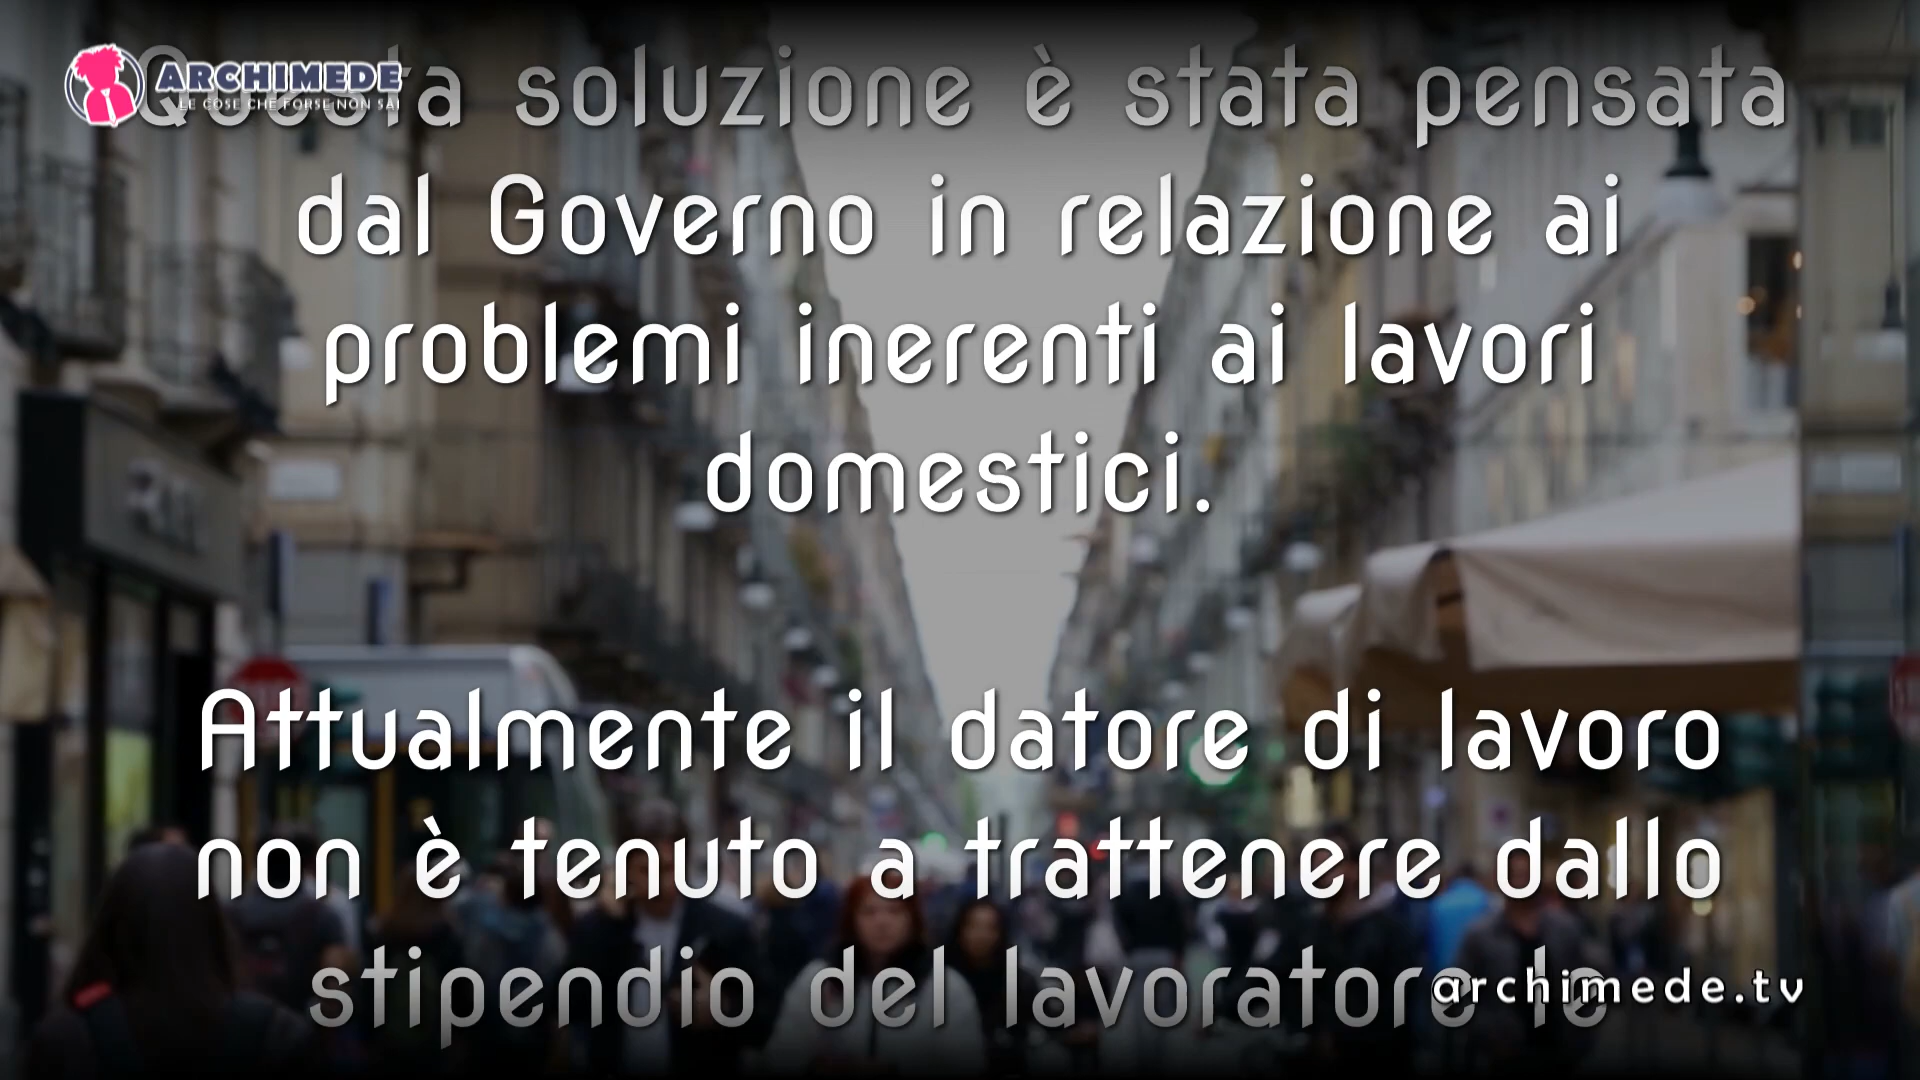 ARCHIMEDE
LE COSE CHE FORSE NON SAI
Questa soluzione è stata pensata
dal Governo in relazione ai
problemi inerenti ai lavori
domestici.
Attualmente il datore di lavoro
non è tenuto a trattenere dallo
stipendio del lavoratore le
archimede.tv